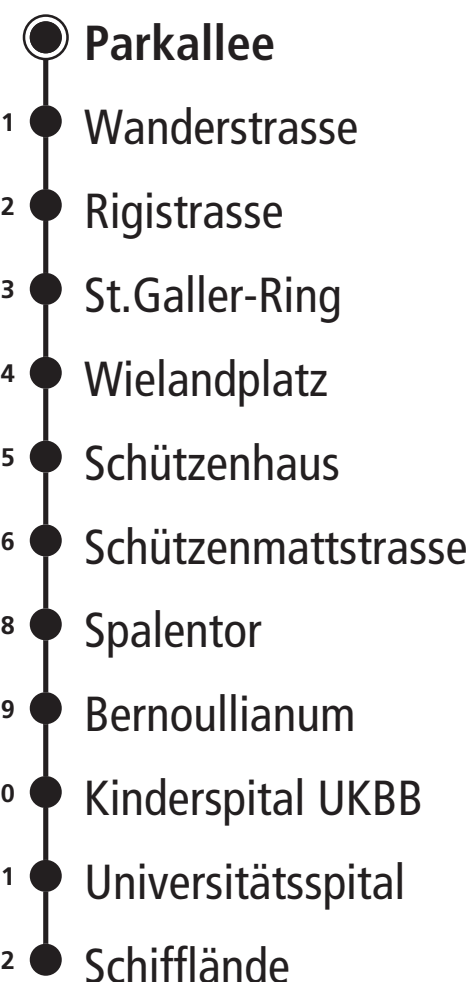 Parkallee
1 Wanderstrasse
2 Rigistrasse
3 St.Galler-Ring
4 Wielandplatz
5 Schützenhaus
6 Schützenmattstrasse
8 Spalentor
9 Bernoullianum
0 Kinderspital UKBB
1 Universitätsspital
2 Schifflände